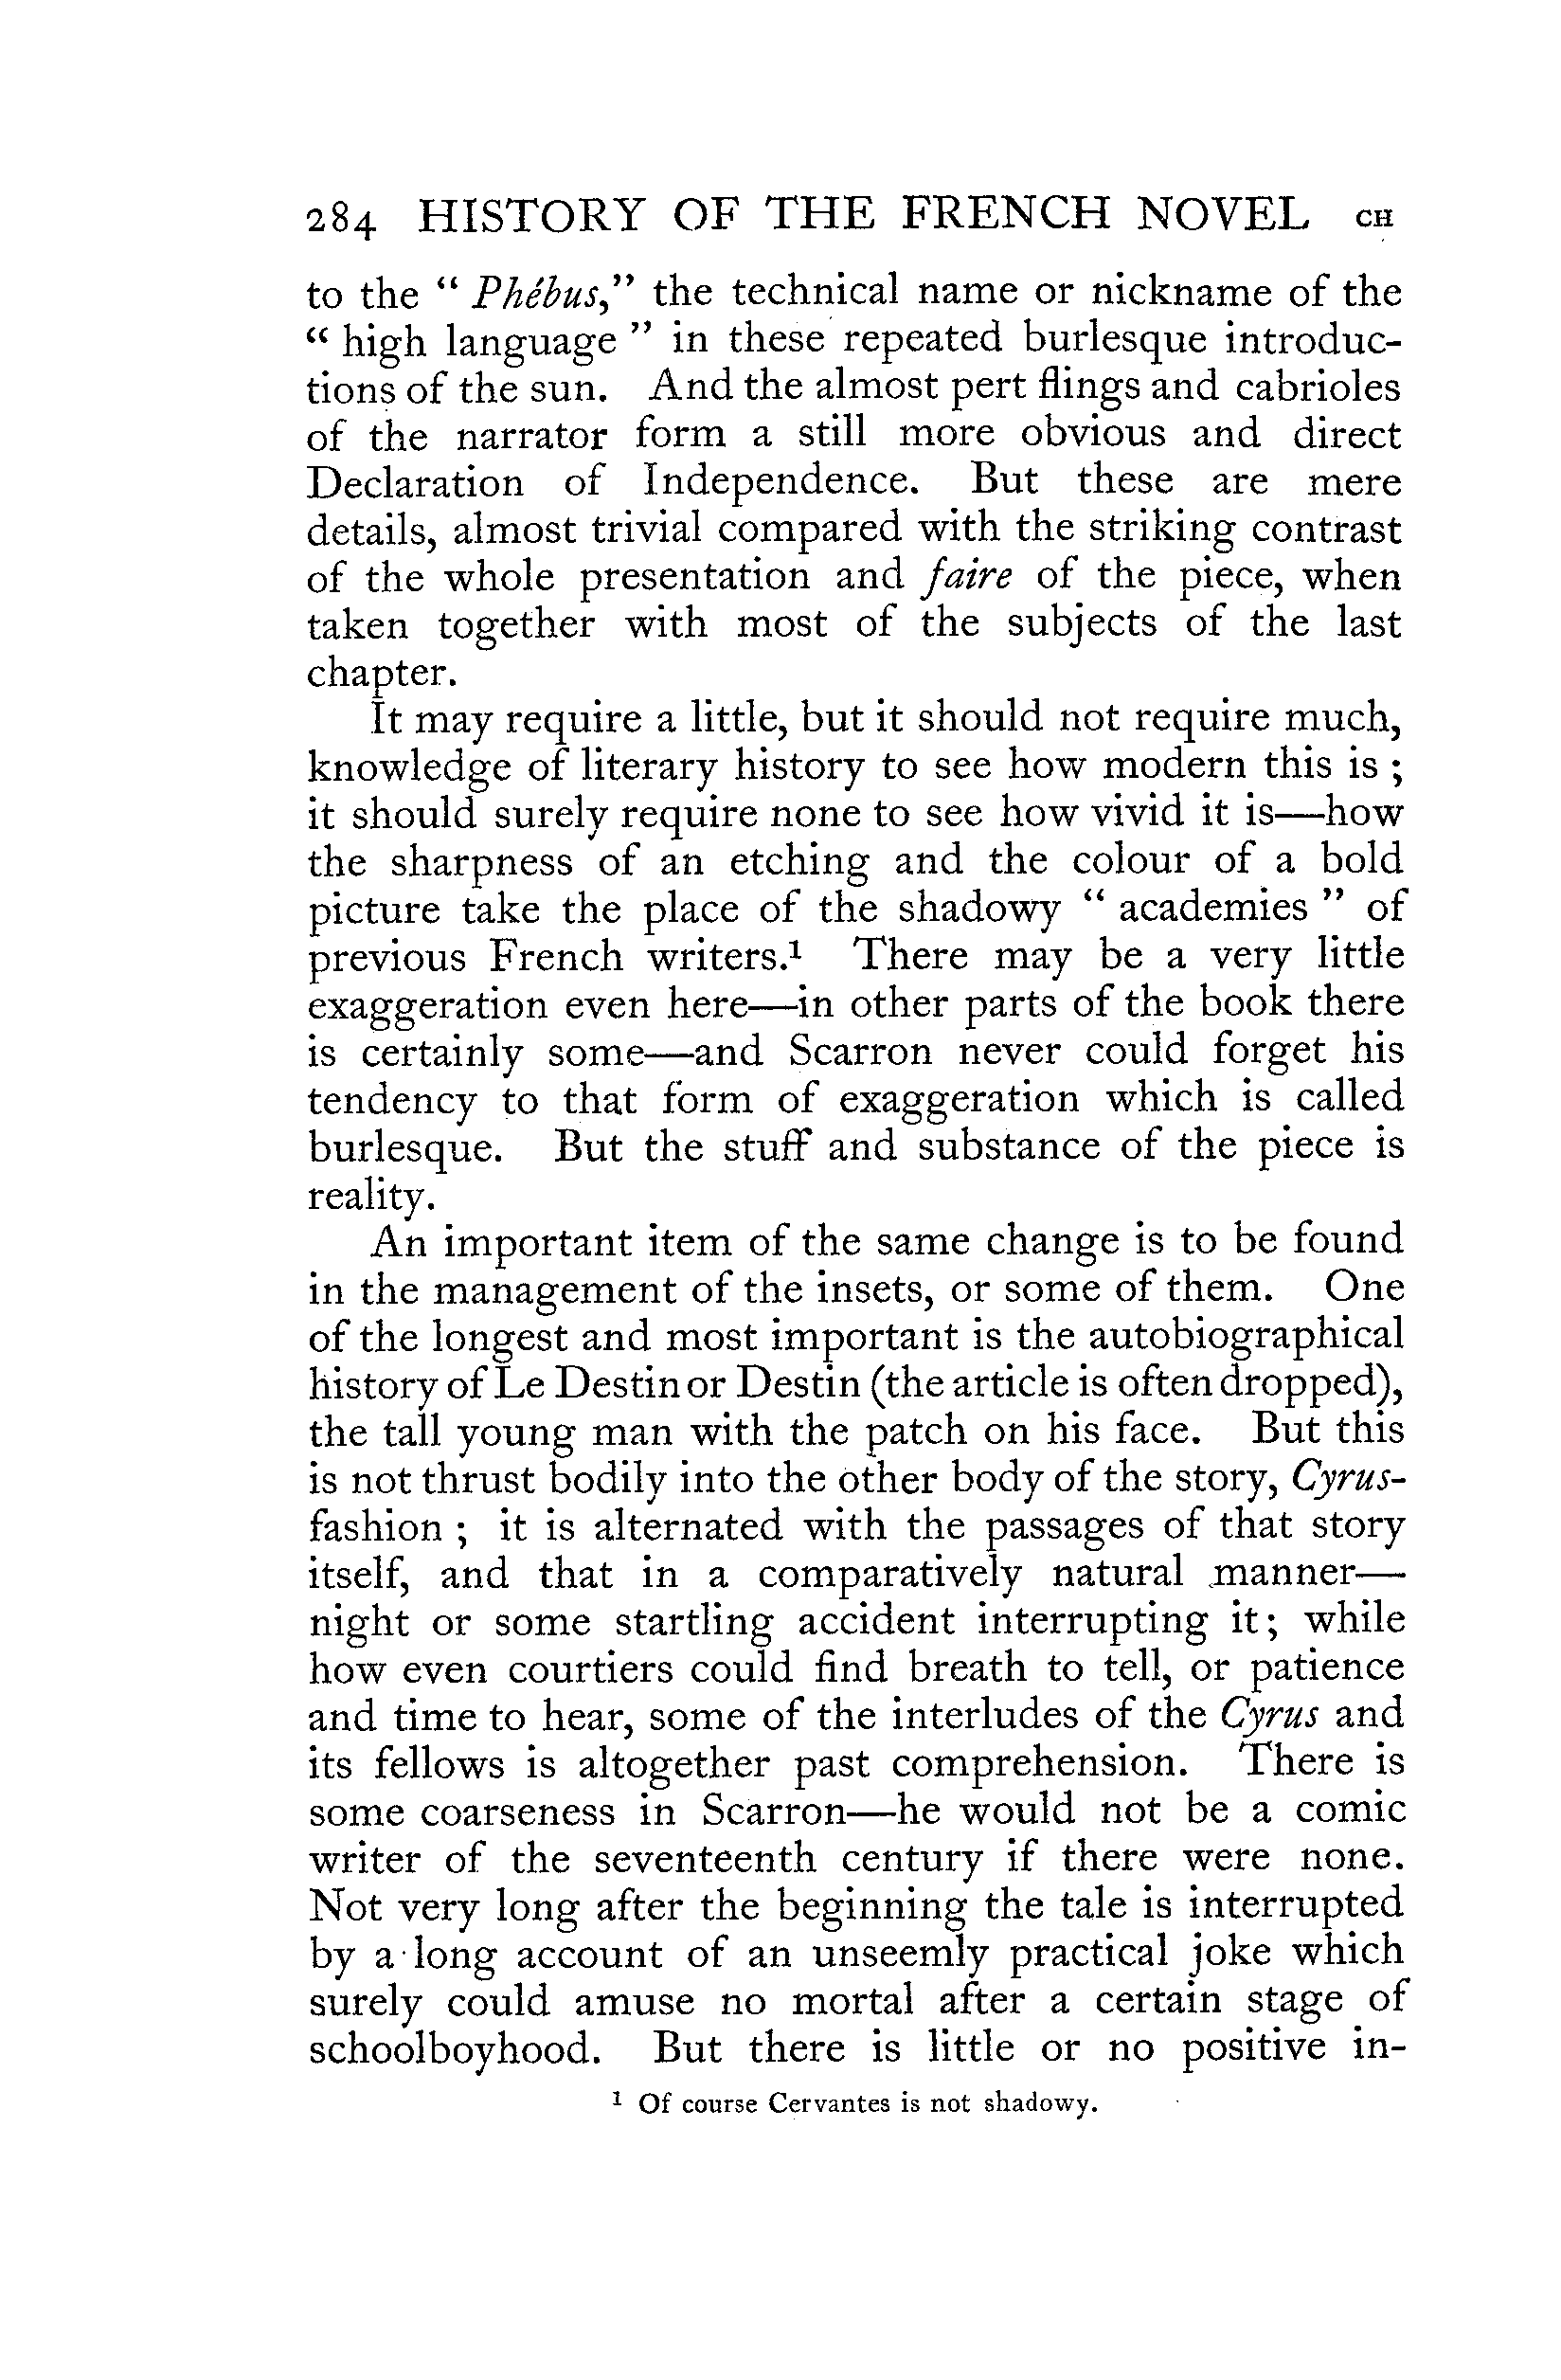 284 HISTORY OF THE FRENCH NOVEL CH
to the “ Phébus,” the technical name or nickname of the
“ high language ” in these repeated burlesque introduc-
tions of the sun. And the almost pert flings and cabrioles
of the narrator form a still more obvious and direct
Declaration of Independence. But these are mere
details, almost trivial compared with the striking contrast
of the whole presentation and faire of the piece, when
taken together with most of the subjects of the last
chapter.
It may require a little, but it should not require much,
knowledge of literary history to see how modern this is ;
it should surely require none to see how vivid it is—how
the sharpness of an etching and the colour of a bold
picture take the place of the shadowy “ academies ” of
previous French writers.¹ There may be a very little
exaggeration even here—in other parts of the book there
is certainly some—and Scarron never could forget his
tendency to that form of exaggeration which is called
burlesque. But the stuff and substance of the piece is
reality.
An important item of the same change is to be found
in the management of the insets, or some of them. One
of the longest and most important is the autobiographical
history of Le Destin or Destin (the article is often dropped),
the tall young man with the patch on his face. But this
is not thrust bodily into the other body of the story, Cyrus-
fashion ; it is alternated with the passages of that story
itself, and that in a comparatively natural manner—
night or some startling accident interrupting it; while
how even courtiers could find breath to tell, or patience
and time to hear, some of the interludes of the Cyrus and
its fellows is altogether past comprehension. There is
some coarseness in Scarron—he would not be a comic
writer of the seventeenth century if there were none.
Not very long after the beginning the tale is interrupted
by a long account of an unseemly practical joke which
surely could amuse no mortal after a certain stage of
schoolboyhood. But there is little or no positive in-
¹ Of course Cervantes is not shadowy.